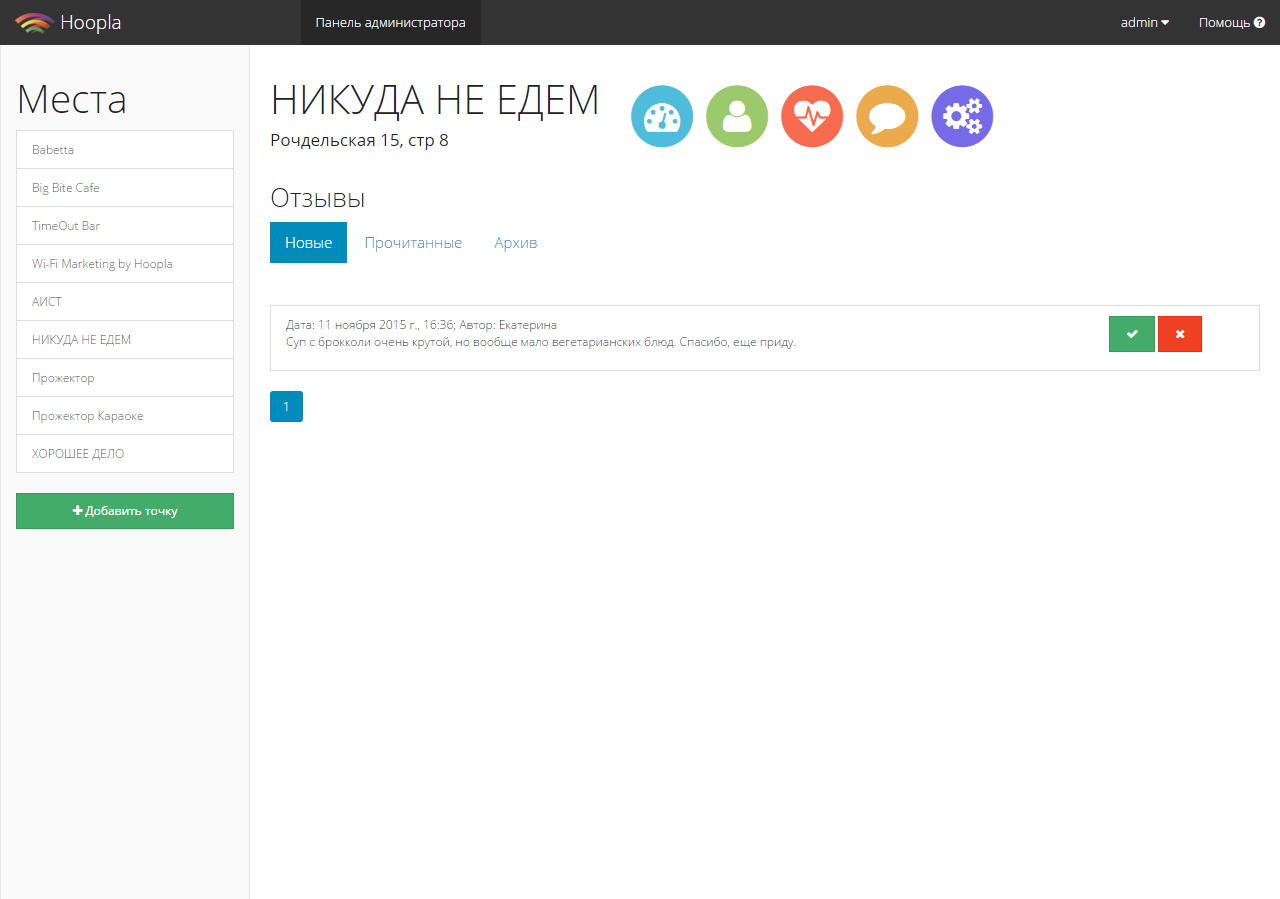 Hoopla
Панель администратора
admin
Помощь
Места
Babetta
Big Bite Cafe
TimeOut Bar
Wi-Fi Marketing by Hoopla
АИСТ
НИКУДА НЕ ЕДЕМ
Прожектор
Прожектор Караоке
ХОРОШЕЕ ДЕЛО
Добавить точку
НИКУДА НЕ ЕДЕМ
Рочдельская 15, стр 8
Отзывы
Новые
Прочитанные
Архив
Дата: 11 ноября 2015 г., 16:36; Автор: Екатерина
Суп с брокколи очень крутой, но вообще мало вегетарианских блюд. Спасибо, еще приду.
1